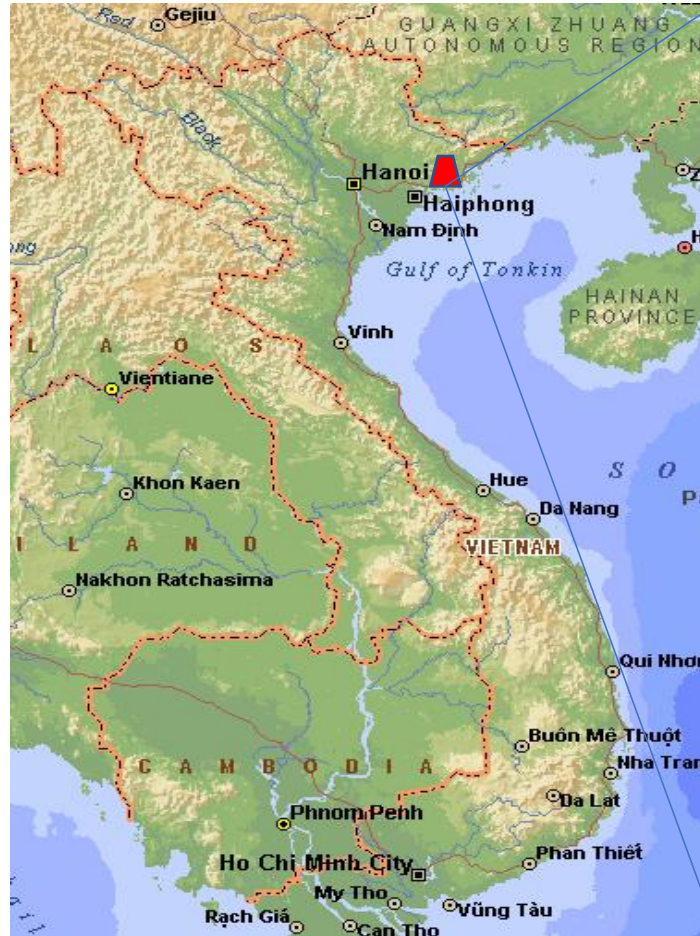 GUANGXI ZHUANG
AUTONOMOUS REGION
Gejiu
Red
Black
Hanoi
Haiphong
Nam Định
Gulf of Tonkin
HAINAN
PROVINCE
Vinh
L A O S
Vientiane
Khon Kaen
Hue
S O
P
Da Nang
I L A N D
VIETNAM
Nakhon Ratchasima
Qui Nhơn
Buôn Mê Thuột
C A M B O D I A
Nha Tran
Da Lat
Phnom Penh
Ho Chi Minh City
Phan Thiết
My Tho
Vũng Tàu
Rạch Giá
Can Tho